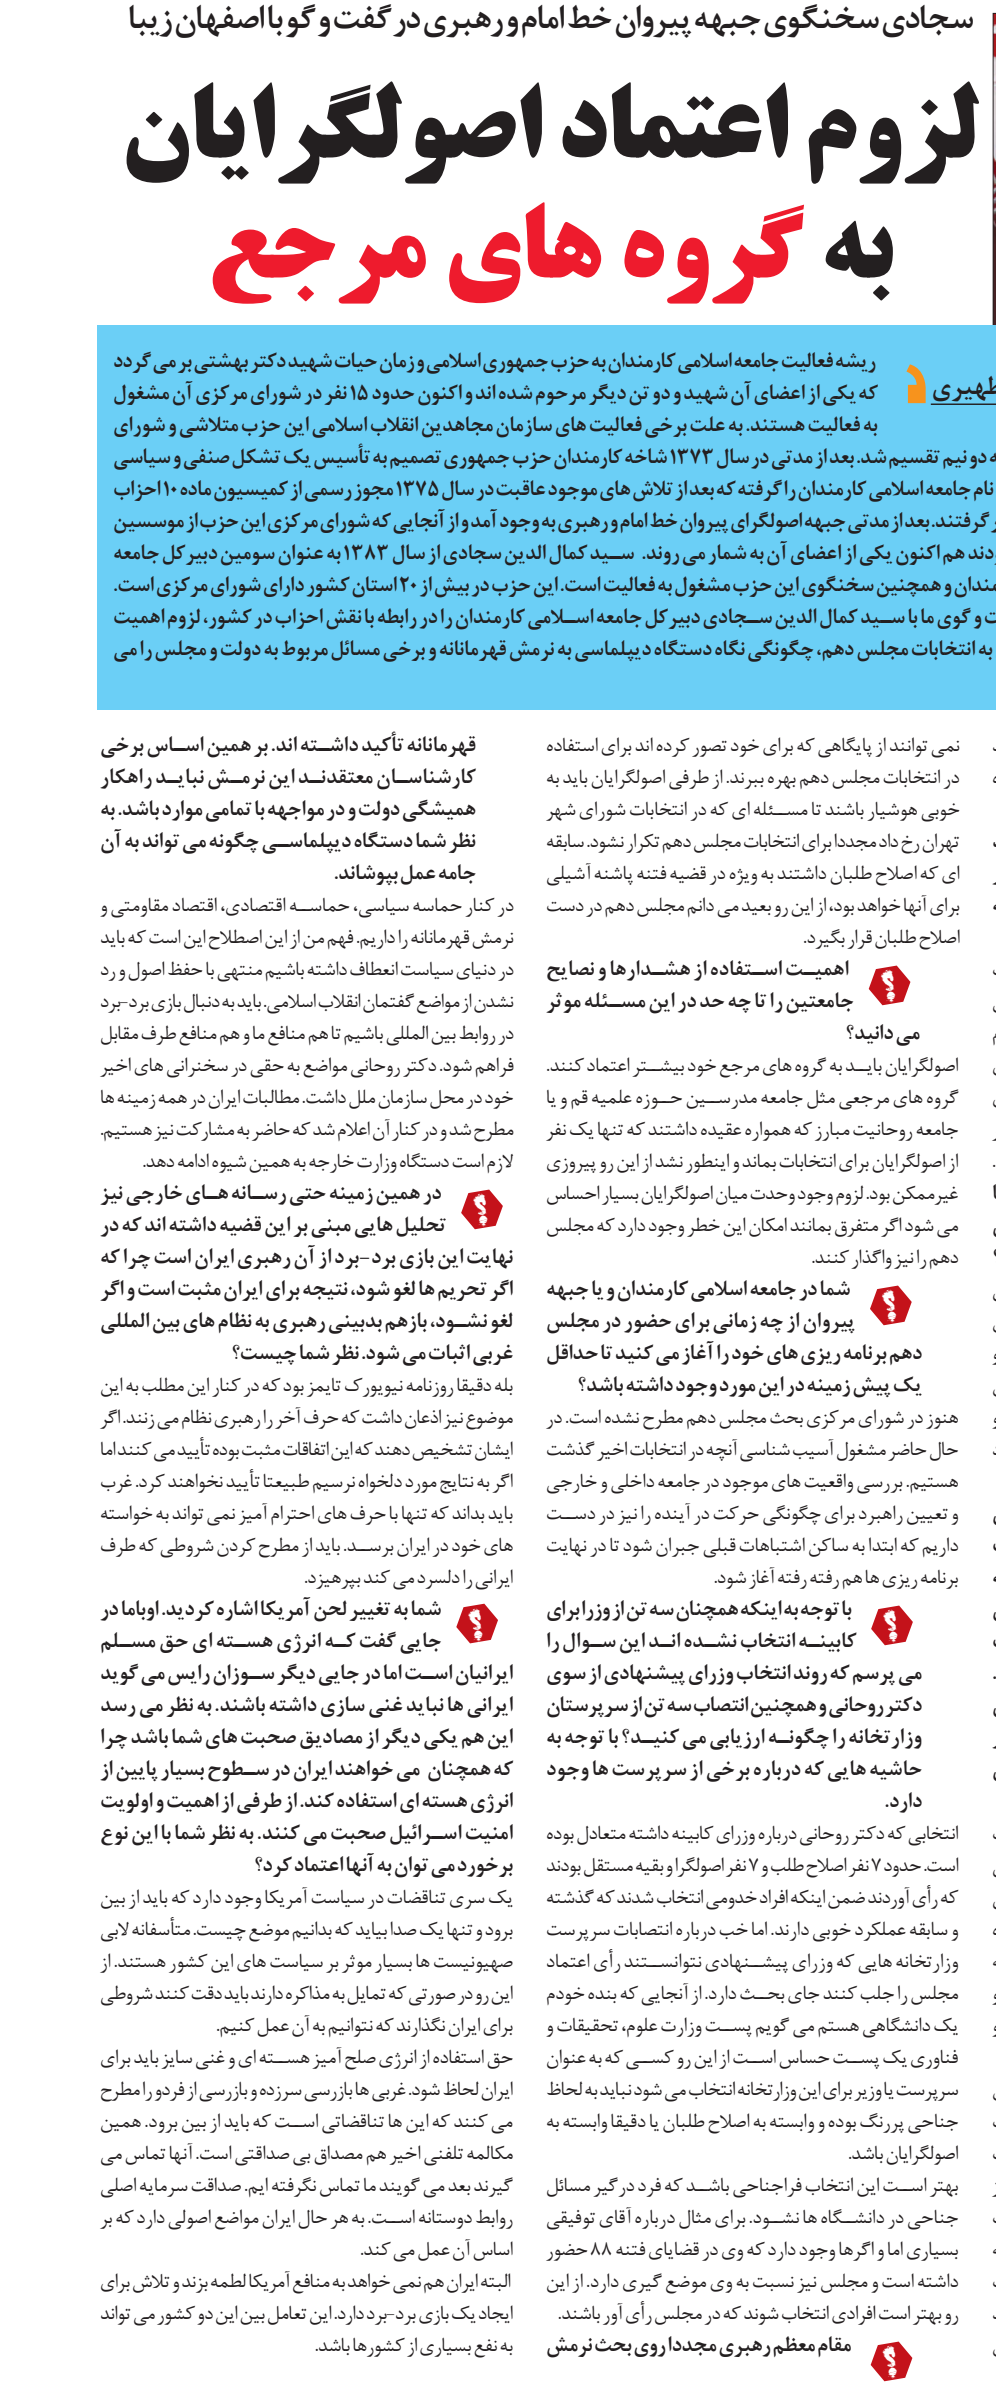 سجادی سخنگوی جبهه پیروان خط امام و رهبری در گفت و گو با اصفهان زیبا
لزوم اعتماد اصولگرایان
به گروه های مرجع
ظهیری
ریشه فعالیت جامعه اسلامی کارمندان به حزب جمهوری اسلامی و زمان حیات شهید دکتر بهشتی بر می گردد
که یکی از اعضای آن شهید و دو تن دیگر مرحوم شده اند و اکنون حدود ۱۵ نفر در شورای مرکزی آن مشغول
به فعالیت هستند. به علت برخی فعالیت های سازمان مجاهدین انقلاب اسلامی این حزب متلاشی و شورای
دو نیم تقسیم شد. بعد از مدتی در سال ۱۳۷۳ شاخه کارمندان حزب جمهوری تصمیم به تأسیس یک تشکل صنفی و سیاسی
نام جامعه اسلامی کارمندان را گرفته که بعد از تلاش های موجود عاقبت در سال ۱۳۷۵ مجوز رسمی از کمیسیون ماده ۱۰ احزاب
گرفتند. بعد از مدتی جبهه اصولگرای پیروان خط امام و رهبری به وجود آمد و از آنجایی که شورای مرکزی این حزب از موسسین
هم اکنون یکی از اعضای آن به شمار می روند. سید کمال الدین سجادی از سال ۱۳۸۳ به عنوان سومین دبیر کل جامعه
و همچنین سخنگوی این حزب مشغول به فعالیت است. این حزب در بیش از ۲۰ استان کشور دارای شورای مرکزی است.
و گوی ما با سید کمال الدین سجادی دبیر کل جامعه اسلامی کارمندان را در رابطه با نقش احزاب در کشور، لزوم اهمیت
به انتخابات مجلس دهم، چگونگی نگاه دستگاه دیپلماسی به نرمش قهرمانانه و برخی مسائل مربوط به دولت و مجلس را می
نمی توانند از پایگاهی که برای خود تصور کرده اند برای استفاده
در انتخابات مجلس دهم بهره ببرند. از طرفی اصولگرایان باید به
خوبی هوشیار باشند تا مسئله ای که در انتخابات شورای شهر
تهران رخ داد مجددا برای انتخابات مجلس دهم تکرار نشود. سابقه
ای که اصلاح طلبان داشتند به ویژه در قضیه فتنه پاشنه آشیلی
برای آنها خواهد بود، از این رو بعید می دانم مجلس دهم در دست
اصلاح طلبان قرار بگیرد.
اهمیت استفاده از هشدارها و نصایح
جامعتین را تا چه حد در این مسئله موثر
می دانید؟
اصولگرایان باید به گروه های مرجع خود بیشتر اعتماد کنند.
گروه های مرجعی مثل جامعه مدرسین حوزه علمیه قم و یا
جامعه روحانیت مبارز که همواره عقیده داشتند که تنها یک نفر
از اصولگرایان برای انتخابات بماند و اینطور نشد از این رو پیروزی
غیرممکن بود. لزوم وجود وحدت میان اصولگرایان بسیار احساس
می شود اگر متفرق بمانند امکان این خطر وجود دارد که مجلس
دهم را نیز واگذار کنند.
شما در جامعه اسلامی کارمندان و یا جبهه
پیروان از چه زمانی برای حضور در مجلس
دهم برنامه ریزی های خود را آغاز می کنید تا حداقل
یک پیش زمینه در این مورد وجود داشته باشد؟
هنوز در شورای مرکزی بحث مجلس دهم مطرح نشده است. در
حال حاضر مشغول آسیب شناسی آنچه در انتخابات اخیر گذشت
هستیم. بررسی واقعیت های موجود در جامعه داخلی و خارجی
و تعیین راهبرد برای چگونگی حرکت در آینده را نیز در دست
داریم که ابتدا به ساکن اشتباهات قبلی جبران شود تا در نهایت
برنامه ریزی ها هم رفته رفته آغاز شود.
با توجه به اینکه همچنان سه تن از وزرا برای
کابینه انتخاب نشده اند این سوال را
می پرسم که روند انتخاب وزرای پیشنهادی از سوی
دکتر روحانی و همچنین انتصاب سه تن از سرپرستان
وزارتخانه را چگونه ارزیابی می کنید؟ با توجه به
حاشیه هایی که درباره برخی از سرپرست ها وجود
دارد.
انتخابی که دکتر روحانی درباره وزرای کابینه داشته متعادل بوده
است. حدود ۷ نفر اصلاح طلب و ۷ نفر اصولگرا و بقیه مستقل بودند
که رأی آوردند ضمن اینکه افراد خدومی انتخاب شدند که گذشته
و سابقه عملکرد خوبی دارند. اما خب درباره انتصابات سرپرست
وزارتخانه هایی که وزرای پیشنهادی نتوانستند رأی اعتماد
مجلس را جلب کنند جای بحث دارد. از آنجایی که بنده خودم
یک دانشگاهی هستم می گویم پست وزارت علوم، تحقیقات و
فناوری یک پست حساس است از این رو کسی که به عنوان
سرپرست یا وزیر برای این وزارتخانه انتخاب می شود نباید به لحاظ
جناحی پررنگ بوده و وابسته به اصلاح طلبان یا دقیقا وابسته به
اصولگرایان باشد.
بهتر است این انتخاب فراجناحی باشد که فرد درگیر مسائل
جناحی در دانشگاه ها نشود. برای مثال درباره آقای توفیقی
بسیاری اما و اگرها وجود دارد که وی در قضایای فتنه ۸۸ حضور
داشته است و مجلس نیز نسبت به وی موضع گیری دارد. از این
رو بهتر است افرادی انتخاب شوند که در مجلس رأی آور باشند.
مقام معظم رهبری مجددا روی بحث نرمش
قهرمانانه تأکید داشته اند. بر همین اساس برخی
کارشناسان معتقدند این نرمش نباید راهکار
همیشگی دولت و در مواجهه با تمامی موارد باشد. به
نظر شما دستگاه دیپلماسی چگونه می تواند به آن
جامه عمل بپوشاند.
در کنار حماسه سیاسی، حماسه اقتصادی، اقتصاد مقاومتی و
نرمش قهرمانانه را داریم. فهم من از این اصطلاح این است که باید
در دنیای سیاست انعطاف داشته باشیم منتهی با حفظ اصول و رد
نشدن از مواضع گفتمان انقلاب اسلامی. باید به دنبال بازی برد-برد
در روابط بین المللی باشیم تا هم منافع ما و هم منافع طرف مقابل
فراهم شود. دکتر روحانی مواضع به حقی در سخنرانی های اخیر
خود در محل سازمان ملل داشت. مطالبات ایران در همه زمینه ها
مطرح شد و در کنار آن اعلام شد که حاضر به مشارکت نیز هستیم.
لازم است دستگاه وزارت خارجه به همین شیوه ادامه دهد.
در همین زمینه حتی رسانه های خارجی نیز
تحلیل هایی مبنی بر این قضیه داشته اند که در
نهایت این بازی برد-برد از آن رهبری ایران است چرا که
اگر تحریم ها لغو شود، نتیجه برای ایران مثبت است و اگر
لغو نشود، بازهم بدبینی رهبری به نظام های بین المللی
غربی اثبات می شود. نظر شما چیست؟
بله دقیقا روزنامه نیویورک تایمز بود که در کنار این مطلب به این
موضوع نیز اذعان داشت که حرف آخر را رهبری نظام می زنند. اگر
ایشان تشخیص دهند که این اتفاقات مثبت بوده تأیید می کنند اما
اگر به نتایج مورد دلخواه نرسیم طبیعتا تأیید نخواهند کرد. غرب
باید بداند که تنها با حرف های احترام آمیز نمی تواند به خواسته
های خود در ایران برسد. باید از مطرح کردن شروطی که طرف
ایرانی را دلسرد می کند بپرهیزد.
شما به تغییر لحن آمریکا اشاره کردید. اوباما در
جایی گفت که انرژی هسته ای حق مسلم
ایرانیان است اما در جایی دیگر سوزان رایس می گوید
ایرانی ها نباید غنی سازی داشته باشند. به نظر می رسد
این هم یکی دیگر از مصادیق صحبت های شما باشد چرا
که همچنان می خواهند ایران در سطوح بسیار پایین از
انرژی هسته ای استفاده کند. از طرفی از اهمیت و اولویت
امنیت اسرائیل صحبت می کنند. به نظر شما با این نوع
برخورد می توان به آنها اعتماد کرد؟
یک سری تناقضات در سیاست آمریکا وجود دارد که باید از بین
برود و تنها یک صدا بیاید که بدانیم موضع چیست. متأسفانه لابی
صهیونیست ها بسیار موثر بر سیاست های این کشور هستند. از
این رو در صورتی که تمایل به مذاکره دارند باید دقت کنند شروطی
برای ایران نگذارند که نتوانیم به آن عمل کنیم.
حق استفاده از انرژی صلح آمیز هسته ای و غنی سایز باید برای
ایران لحاظ شود. غربی ها بازرسی سرزده و بازرسی از فردو را مطرح
می کنند که این ها تناقضاتی است که باید از بین برود. همین
مکالمه تلفنی اخیر هم مصداق بی صداقتی است. آنها تماس می
گیرند بعد می گویند ما تماس نگرفته ایم. صداقت سرمایه اصلی
روابط دوستانه است. به هر حال ایران مواضع اصولی دارد که بر
اساس آن عمل می کند.
البته ایران هم نمی خواهد به منافع آمریکا لطمه بزند و تلاش برای
ایجاد یک بازی برد-برد دارد. این تعامل بین این دو کشور می تواند
به نفع بسیاری از کشورها باشد.